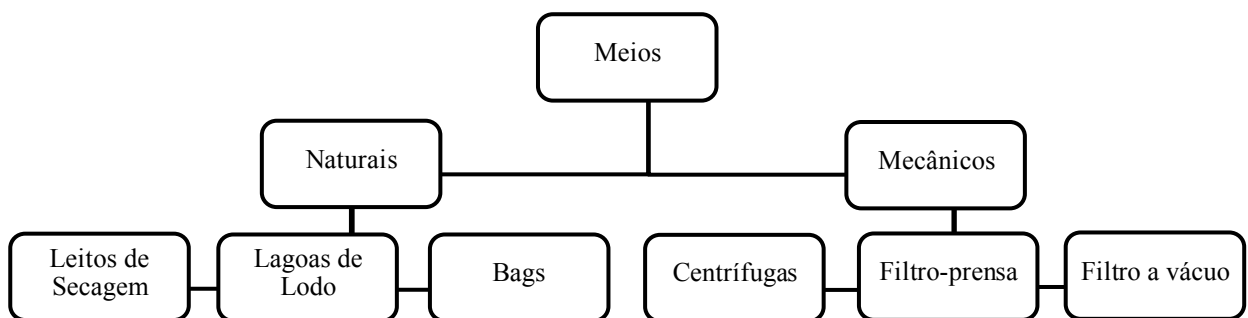 Meios
Naturais
Mecânicos
Leitos de
Secagem
Lagoas de
Lodo
Bags
Centrífugas
Filtro-prensa
Filtro a vácuo